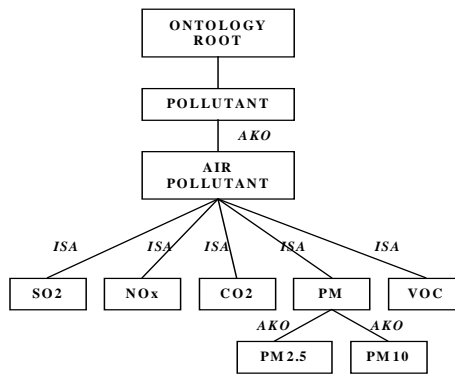 ONTOLOGY
ROOT
POLLUTANT
AKO
AIR
POLLUTANT
ISA ISA ISA ISA ISA
SO2 NOx CO2 PM VOC
AKO AKO
PM2.5 PM10